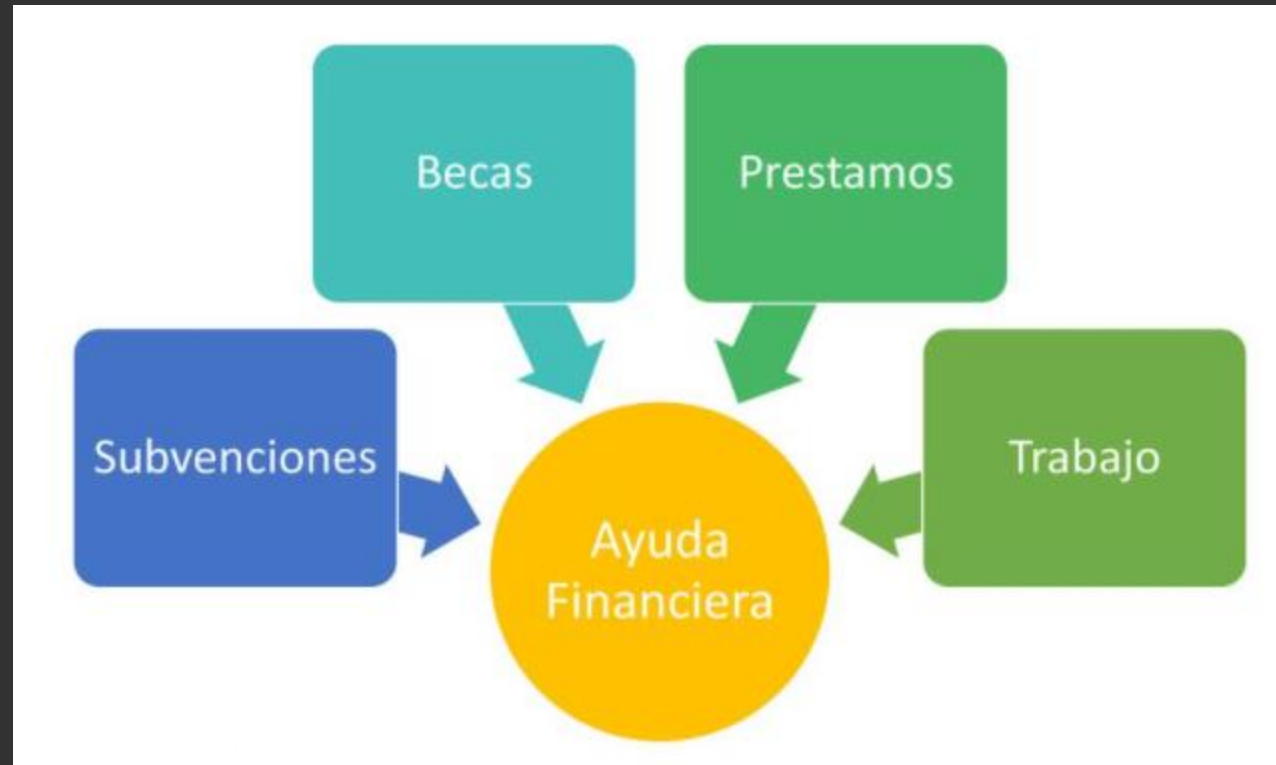 Becas
Prestamos
Subvenciones
Trabajo
Ayuda
Financiera